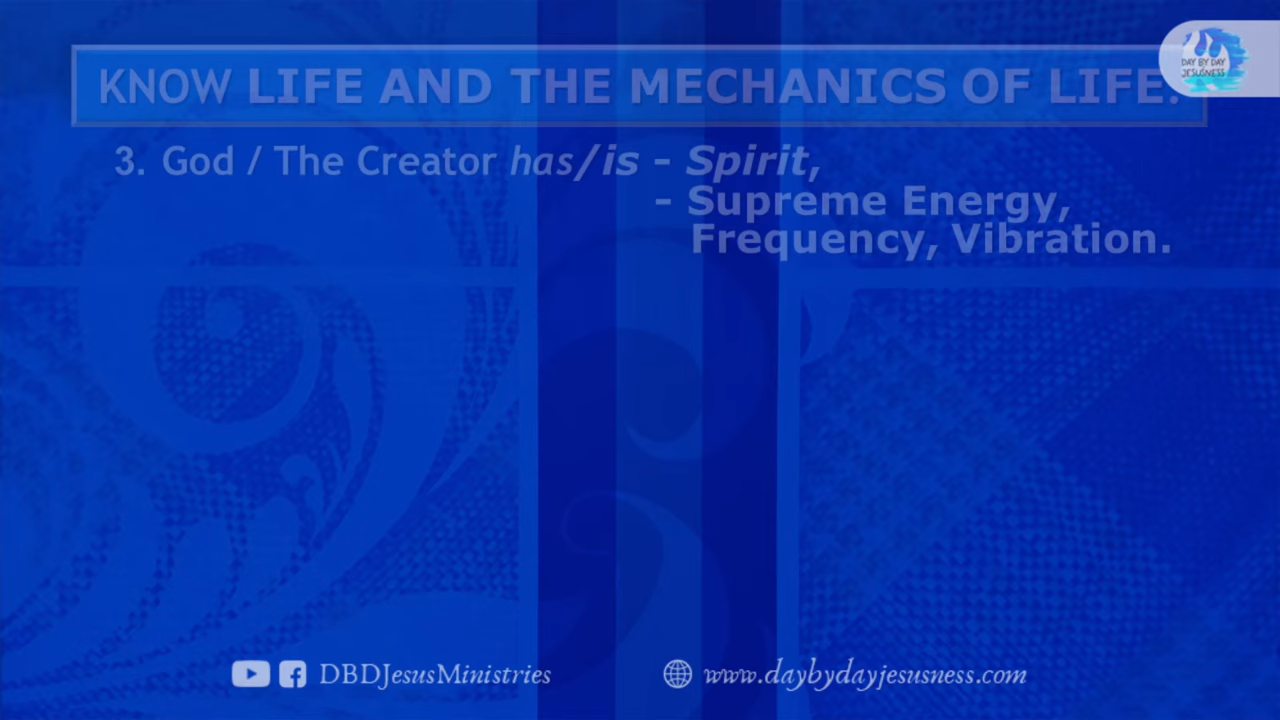 KNOW LIFE AND THE MECHANICS OF LIFE.
DAY BY DAY
JESUSNESS
3. God / The Creator has/is - Spirit,
- Supreme Energy,
Frequency, Vibration.
DBDJesusMinistries
www.daybydayjesusness.com